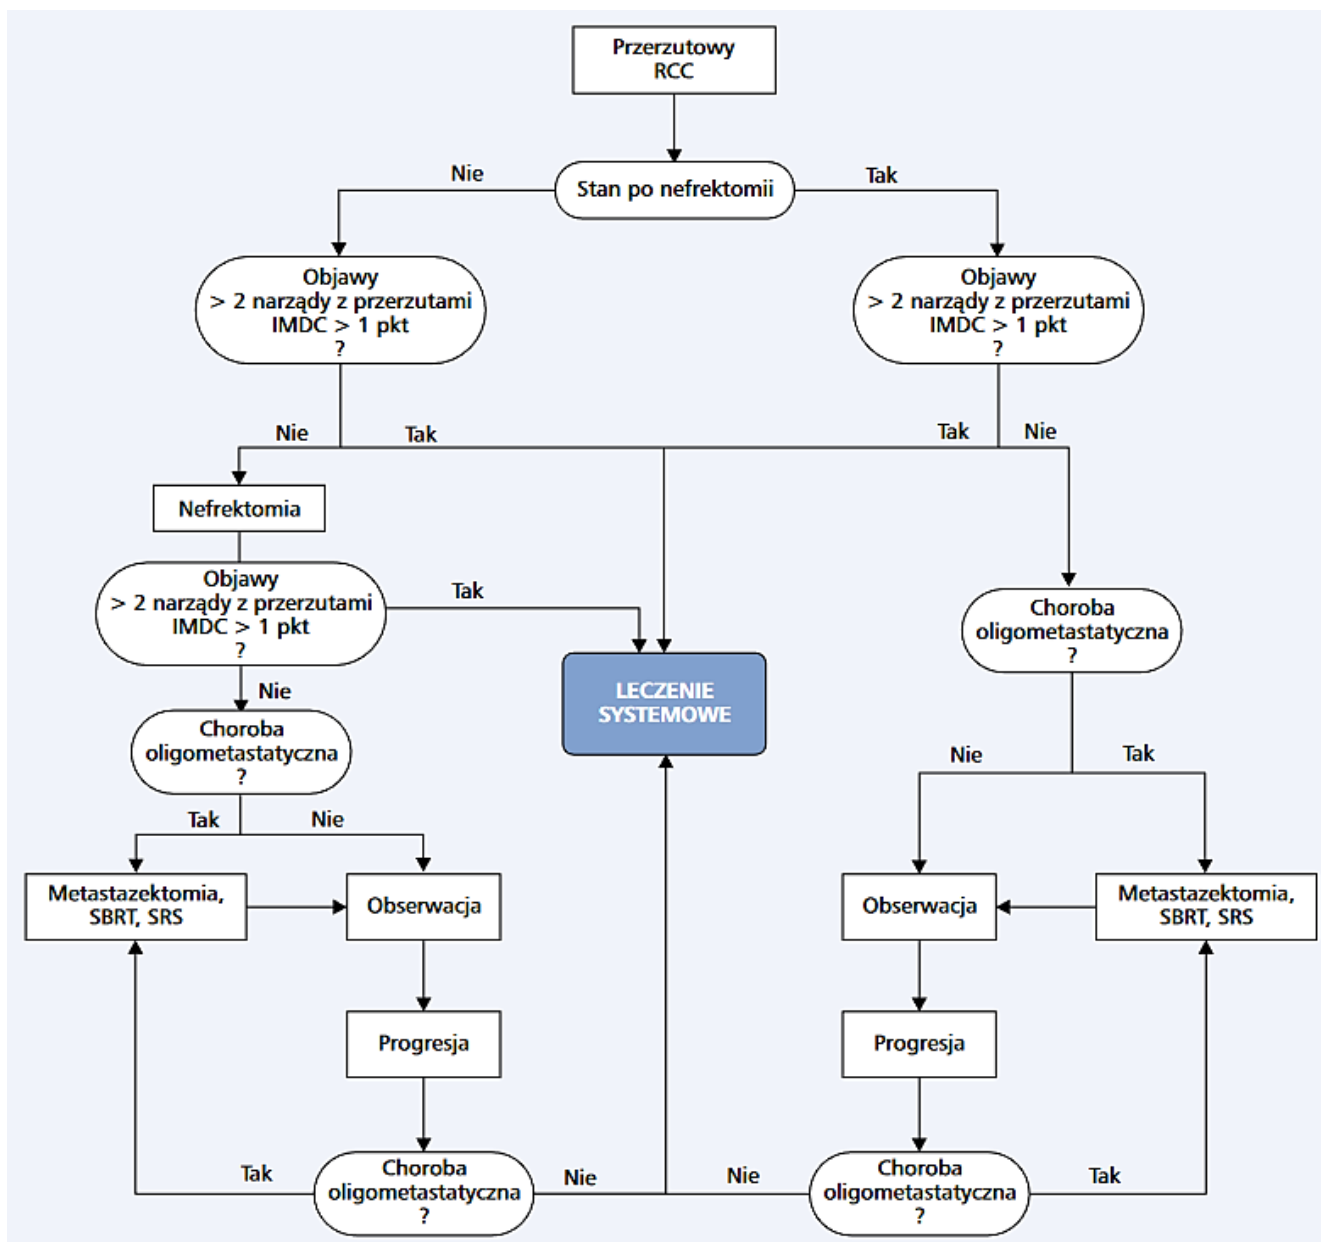 Przerzutowy
RCC
Nie
Stan po nefrektomii
Tak
Objawy
> 2 narządy z przerzutami
IMDC > 1 pkt
?
Objawy
> 2 narządy z przerzutami
IMDC > 1 pkt
?
Nie
Tak
Tak
Nie
Nefrektomia
Objawy
> 2 narządy z przerzutami
IMDC > 1 pkt
?
Tak
Choroba
oligometastatyczna
?
LECZENIE
SYSTEMOWE
Nie
Choroba
oligometastatyczna
?
Nie
Tak
Tak
Nie
Metastazektomia,
SBRT, SRS
Obserwacja
Obserwacja
Metastazektomia,
SBRT, SRS
Progresja
Progresja
Tak
Choroba
oligometastatyczna
?
Nie
Nie
Choroba
oligometastatyczna
?
Tak